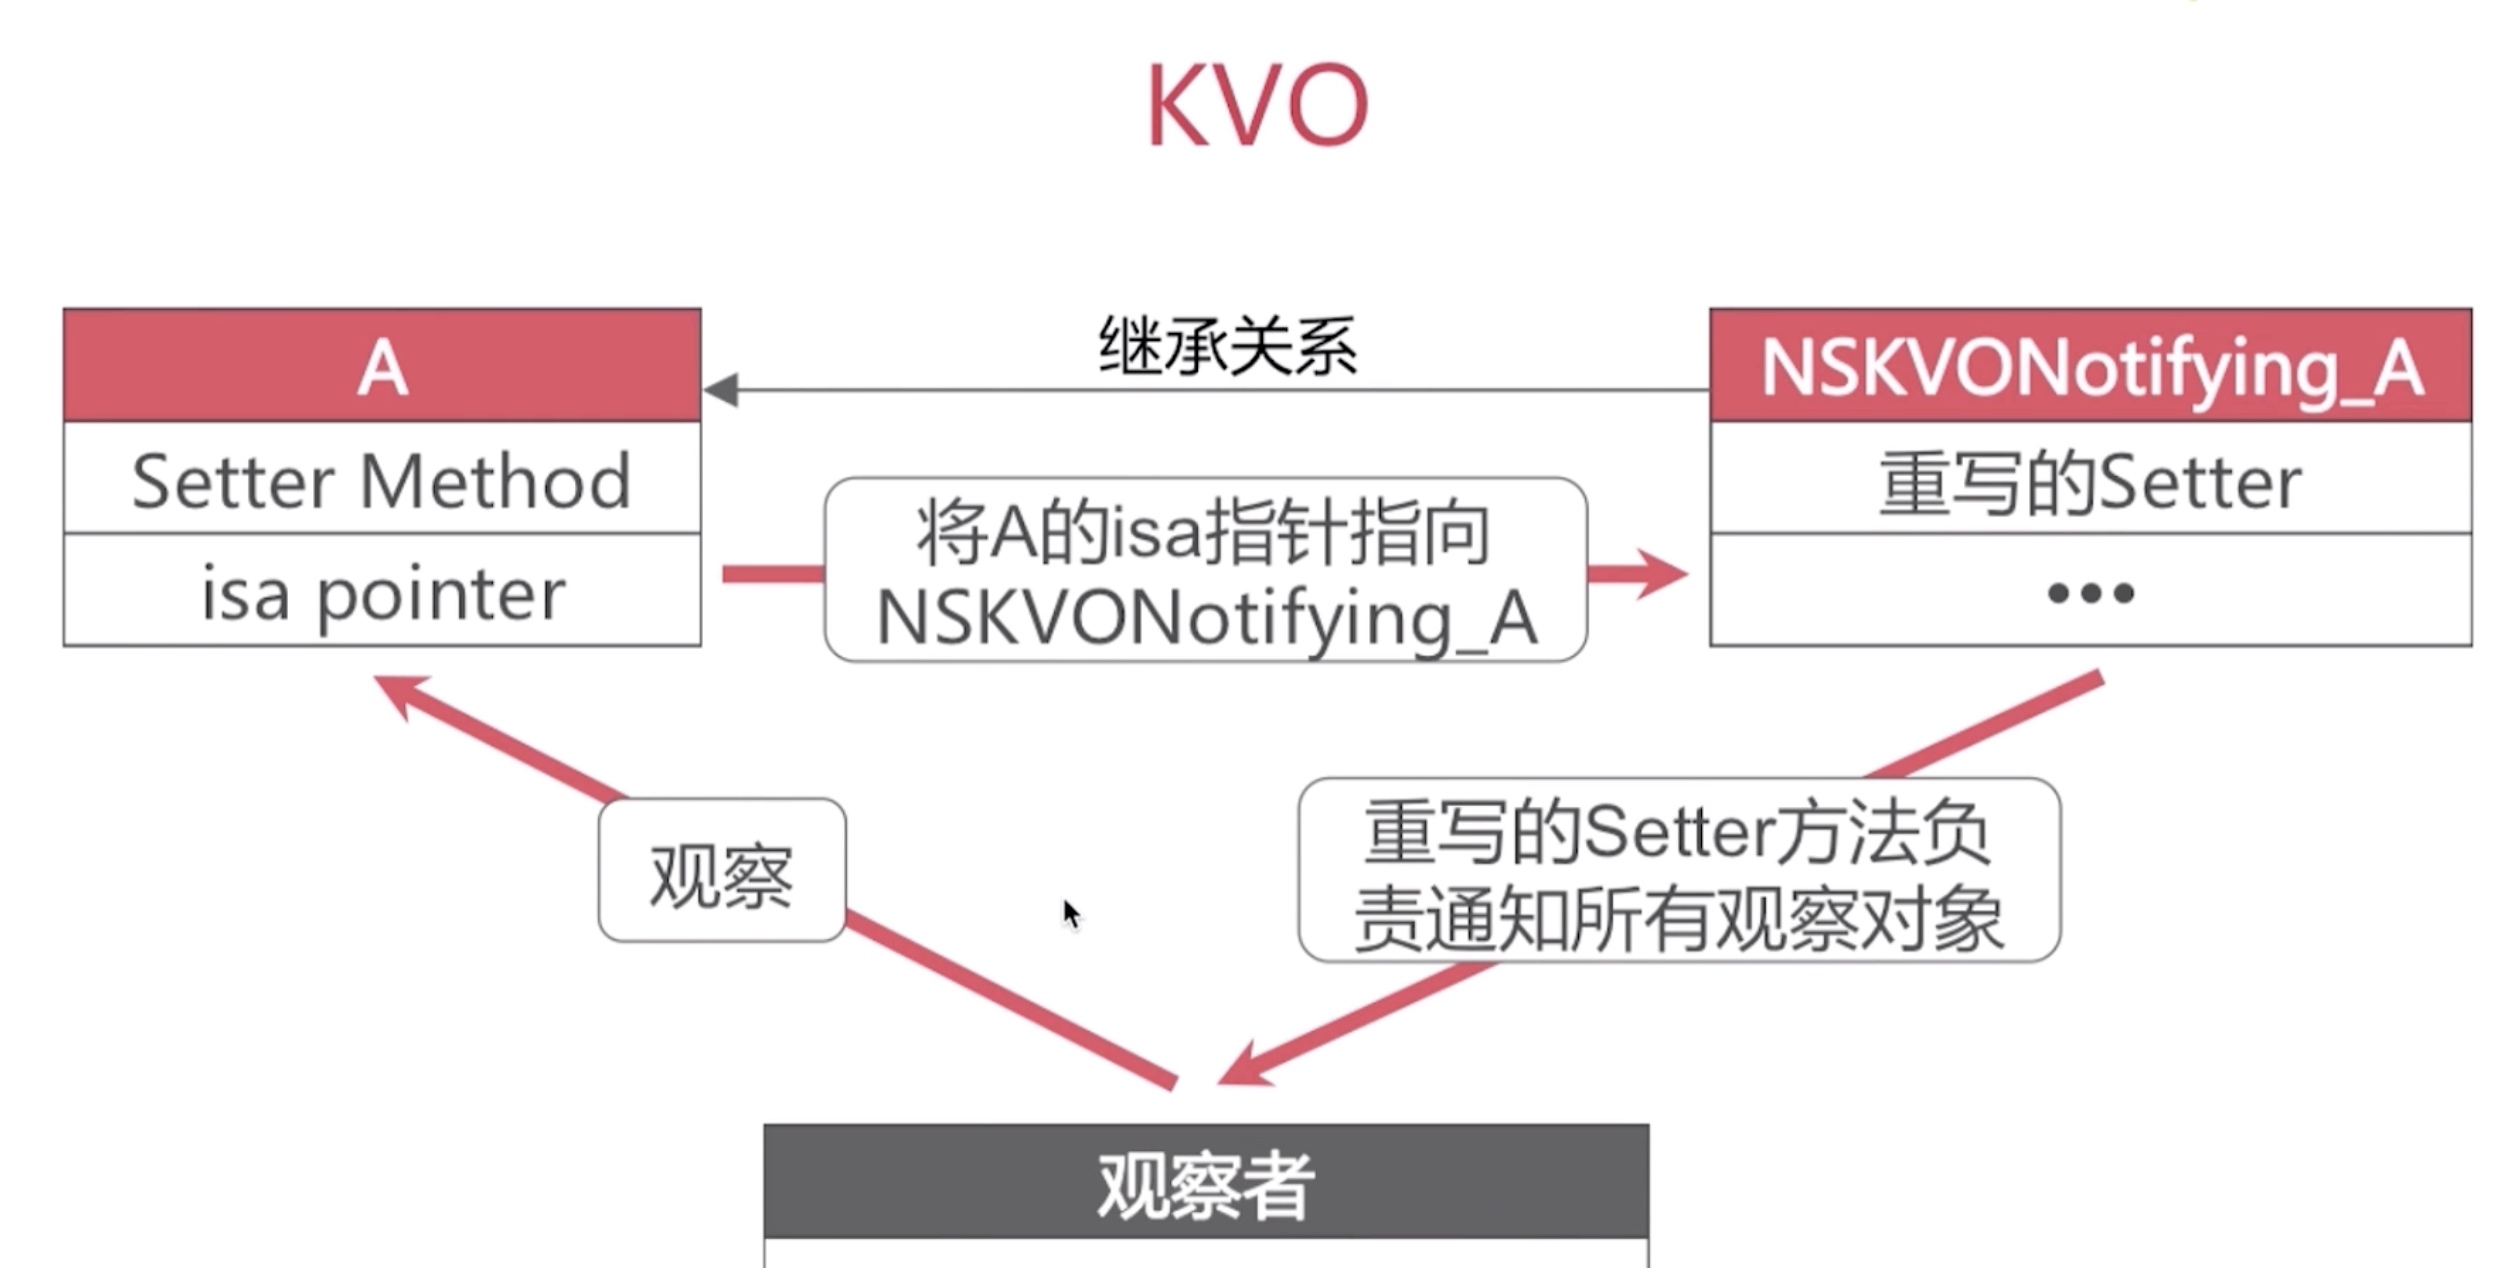 KVO
继承关系
A
NSKVONotifying_A
Setter Method
重写的Setter
将A的isa指针指向
NSKVONotifying_A
isa pointer
•••
观察
重写的Setter方法负
责通知所有观察对象
观察者